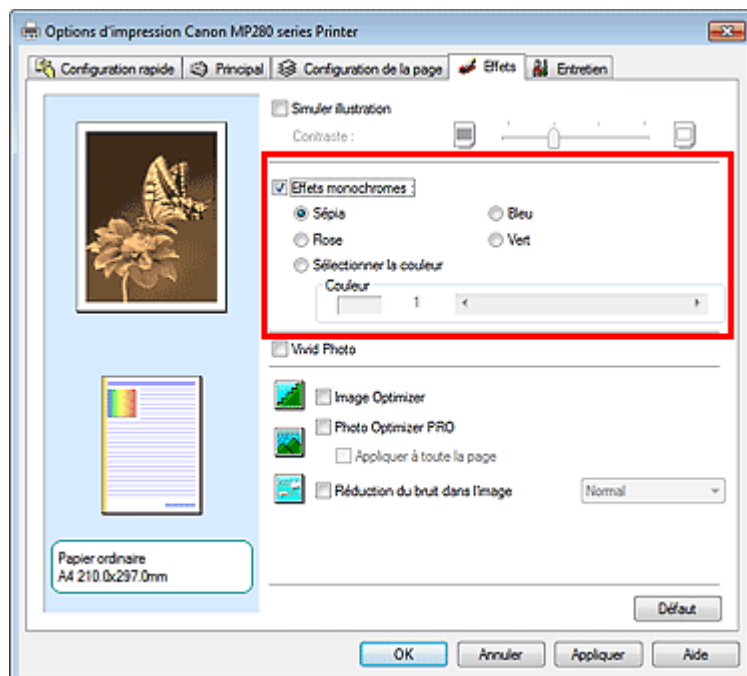 Options d'impression Canon MP280 series Printer
Configuration rapide Principal Configuration de la page Effets Entretien
Simuler illustration
Contraste :
Effets monochromes :
Sépia Bleu
Rose Vert
Sélectionner la couleur
Couleur
1
Vivid Photo
Image Optimizer
Photo Optimizer PRO
Appliquer à toute la page
Réduction du bruit dans l'image Normal
Papier ordinaire
A4 210.0x297.0mm
Défaut
OK Annuler Appliquer Aide